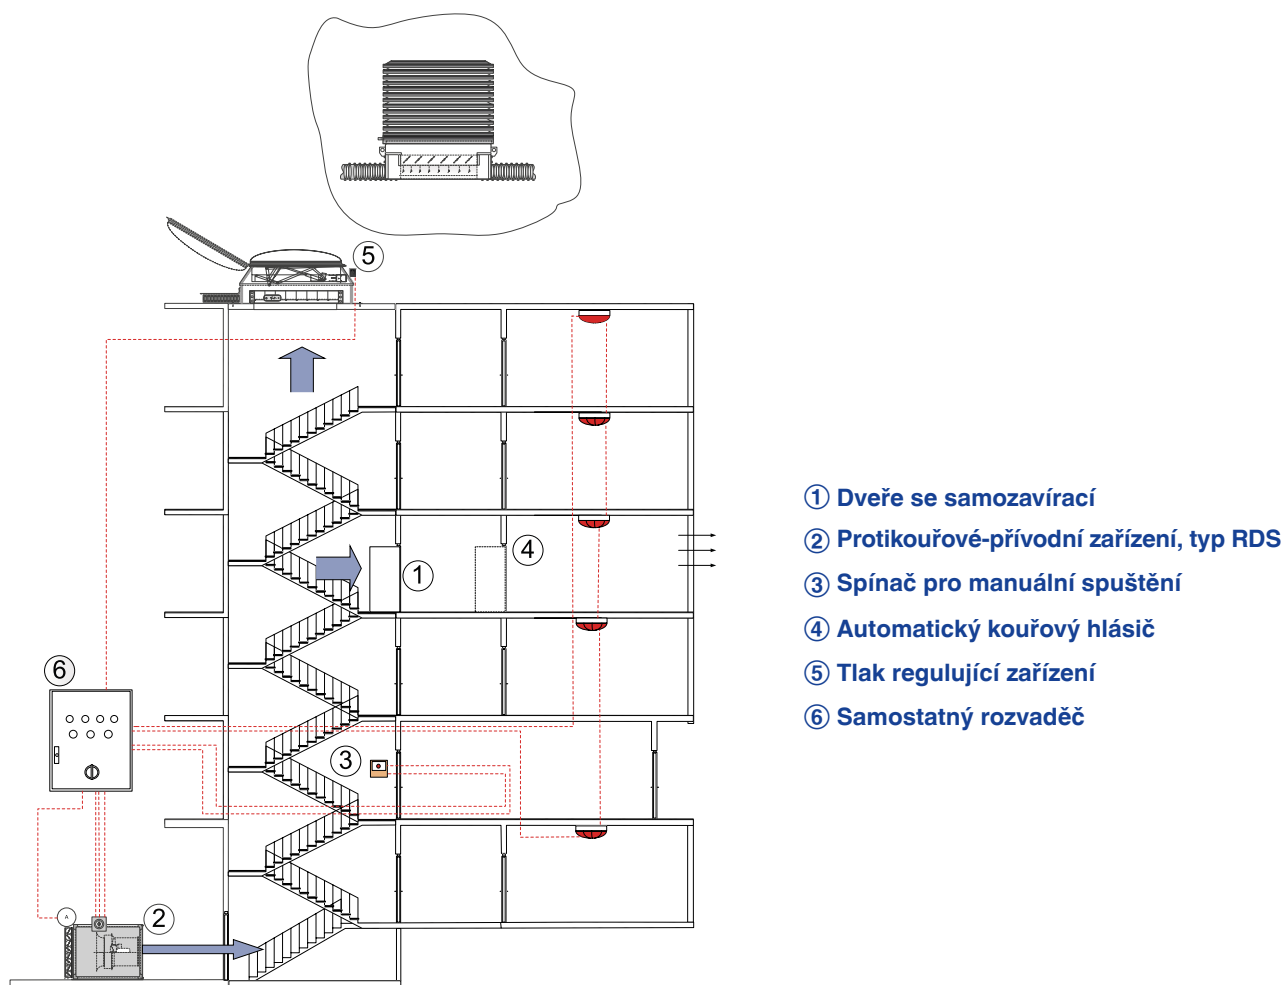 5
4
1
6
3
2
A
1 Dveře se samozavírací
2 Protikouřové-přívodní zařízení, typ RDS
3 Spínač pro manuální spuštění
4 Automatický kouřový hlásič
5 Tlak regulující zařízení
6 Samostatný rozvaděč